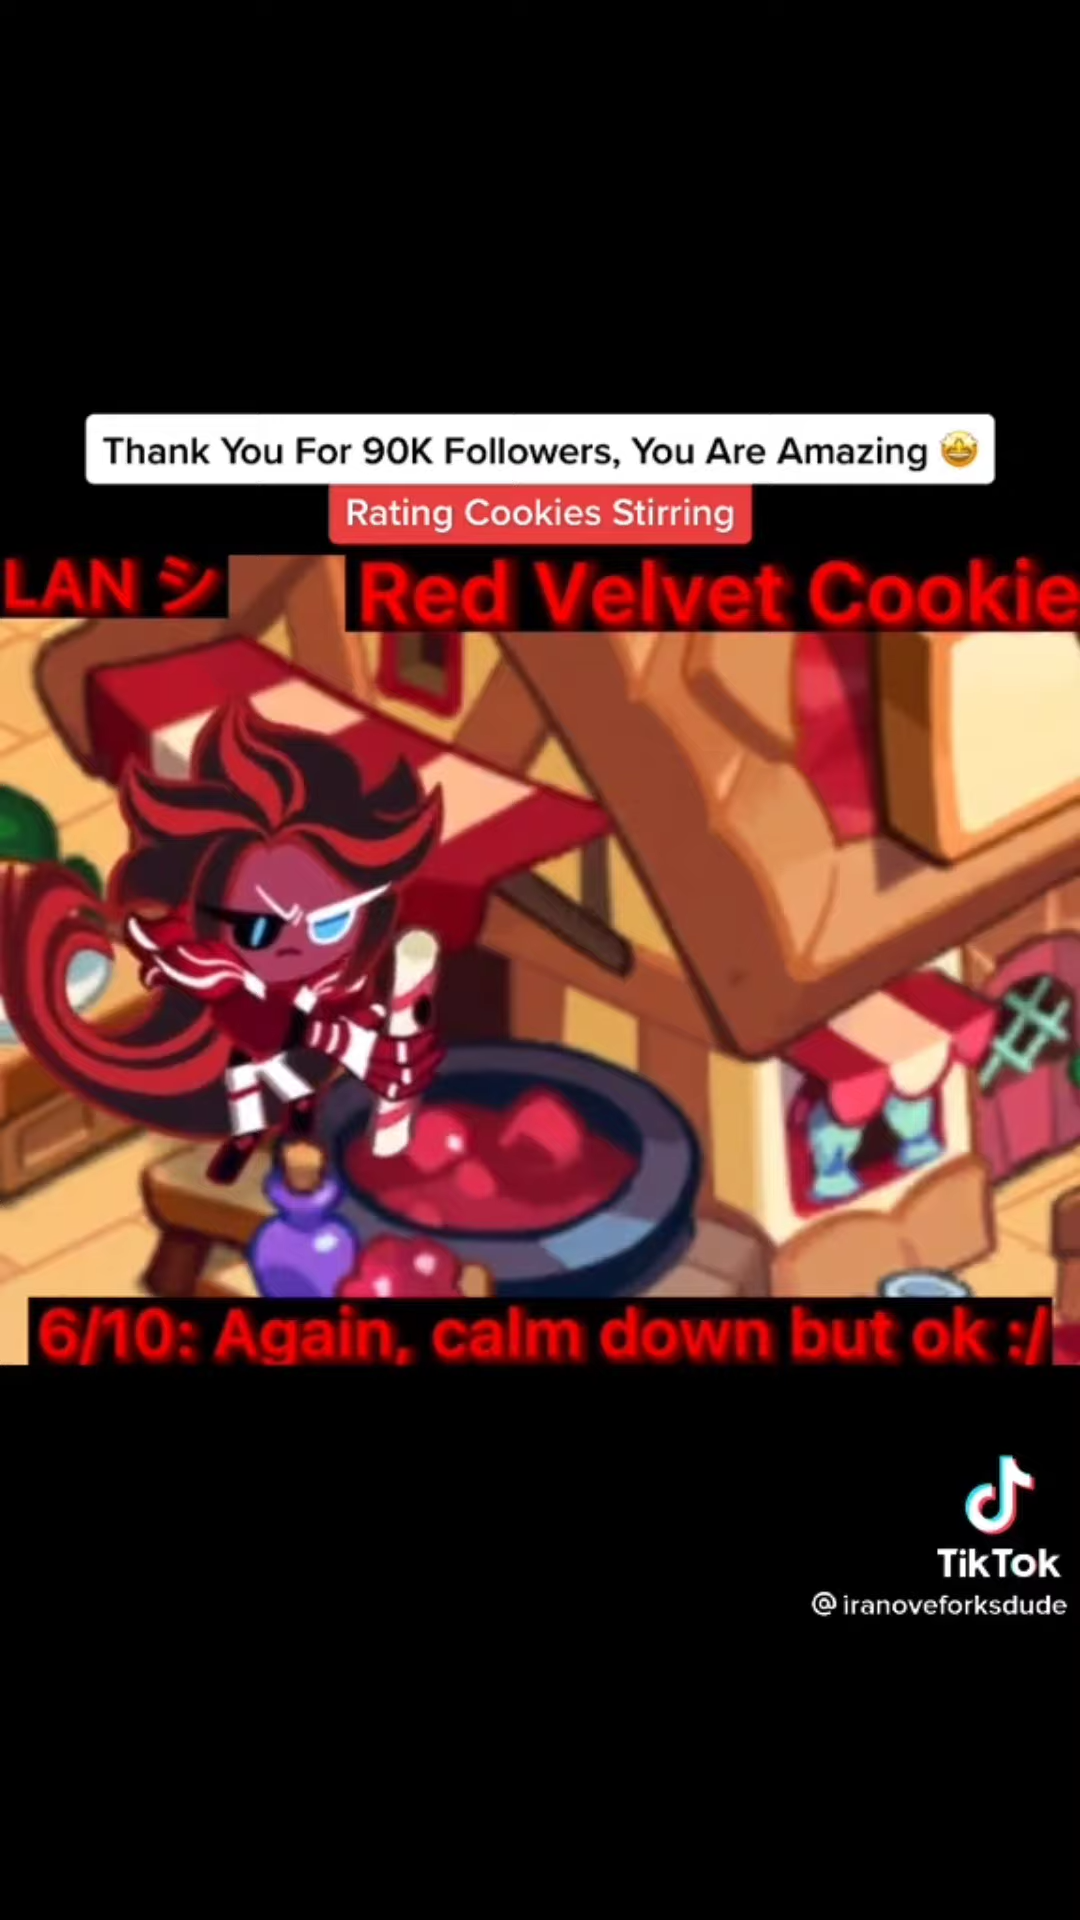 Thank You For 90K Followers, You Are Amazing 🤩
Rating Cookies Stirring
LAN シ
Red Velvet Cookie
6/10: Again, calm down but ok :/
TikTok
@iranoveforksdude